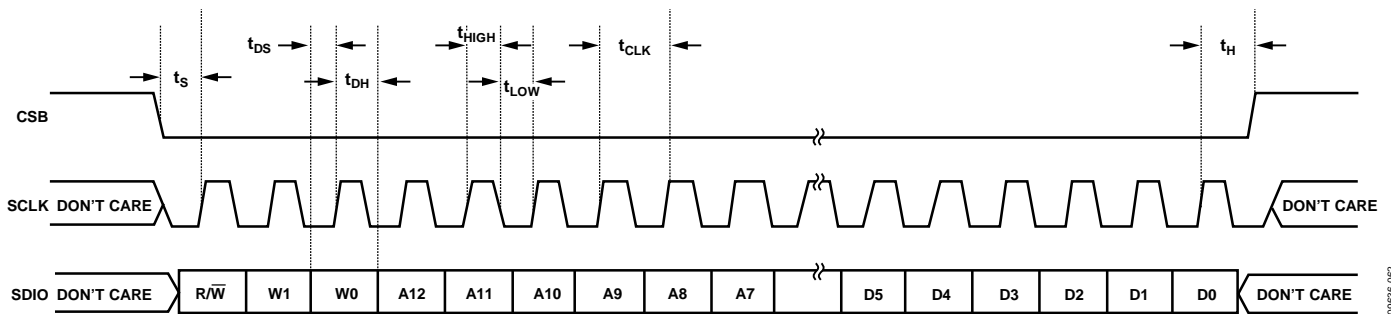 tDS
tHIGH
tCLK
tH
tS
tDH
tLOW
CSB
SCLK DON'T CARE
DON'T CARE
SDIO DON'T CARE R/W̅ W1 W0 A12 A11 A10 A9 A8 A7 D5 D4 D3 D2 D1 D0 DON'T CARE